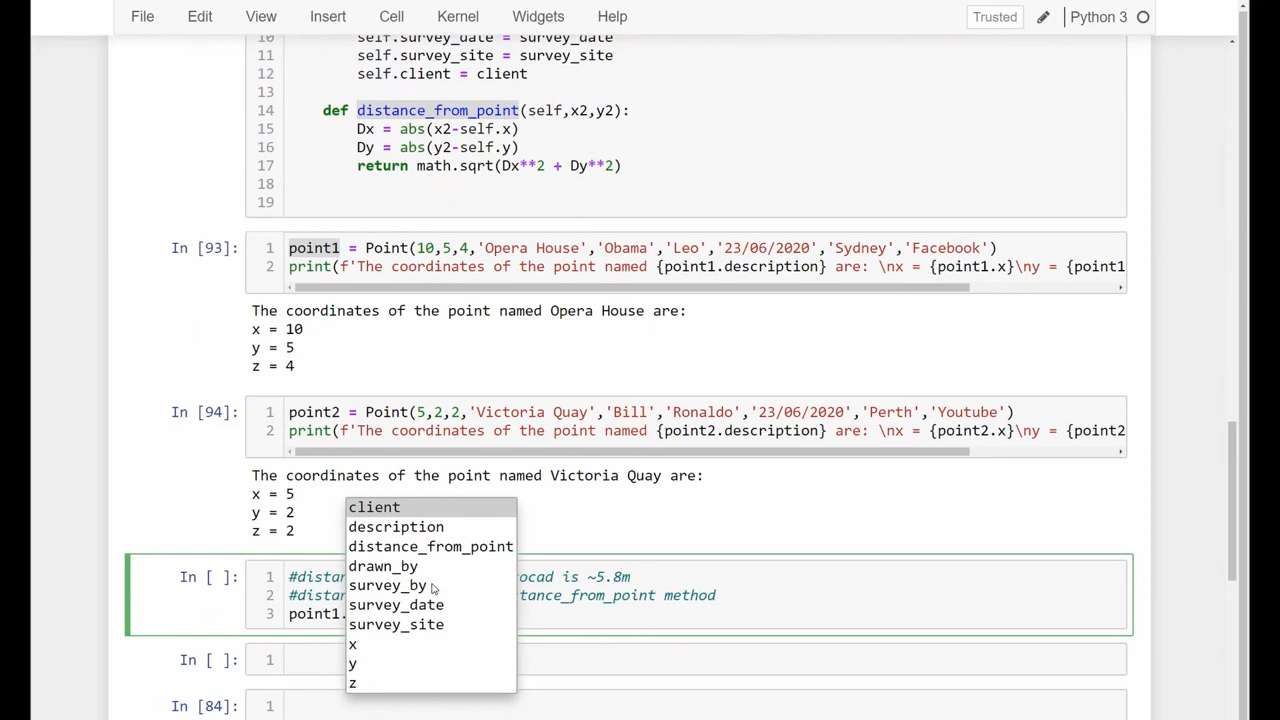 File Edit View Insert Cell Kernel Widgets Help Trusted Python 3
10 self.survey_date = survey_date
11 self.survey_site = survey_site
12 self.client = client
13
14 def distance_from_point(self,x2,y2):
15 Dx = abs(x2-self.x)
16 Dy = abs(y2-self.y)
17 return math.sqrt(Dx**2 + Dy**2)
18
19
In [93]: 1 point1 = Point(10,5,4,'Opera House','Obama','Leo','23/06/2020','Sydney','Facebook')
2 print(f'The coordinates of the point named {point1.description} are: \nx = {point1.x}\ny = {point1
The coordinates of the point named Opera House are:
x = 10
y = 5
z = 4
In [94]: 1 point2 = Point(5,2,2,'Victoria Quay','Bill','Ronaldo','23/06/2020','Perth','Youtube')
2 print(f'The coordinates of the point named {point2.description} are: \nx = {point2.x}\ny = {point2
The coordinates of the point named Victoria Quay are:
x = 5
y = 2
z = 2
client
description
distance_from_point
drawn_by
survey_by
survey_date
survey_site
x
y
z
In [ ]: 1 #distan ocad is ~5.8m
2 #distan tance_from_point method
3 point1.
In [ ]: 1
In [84]: 1